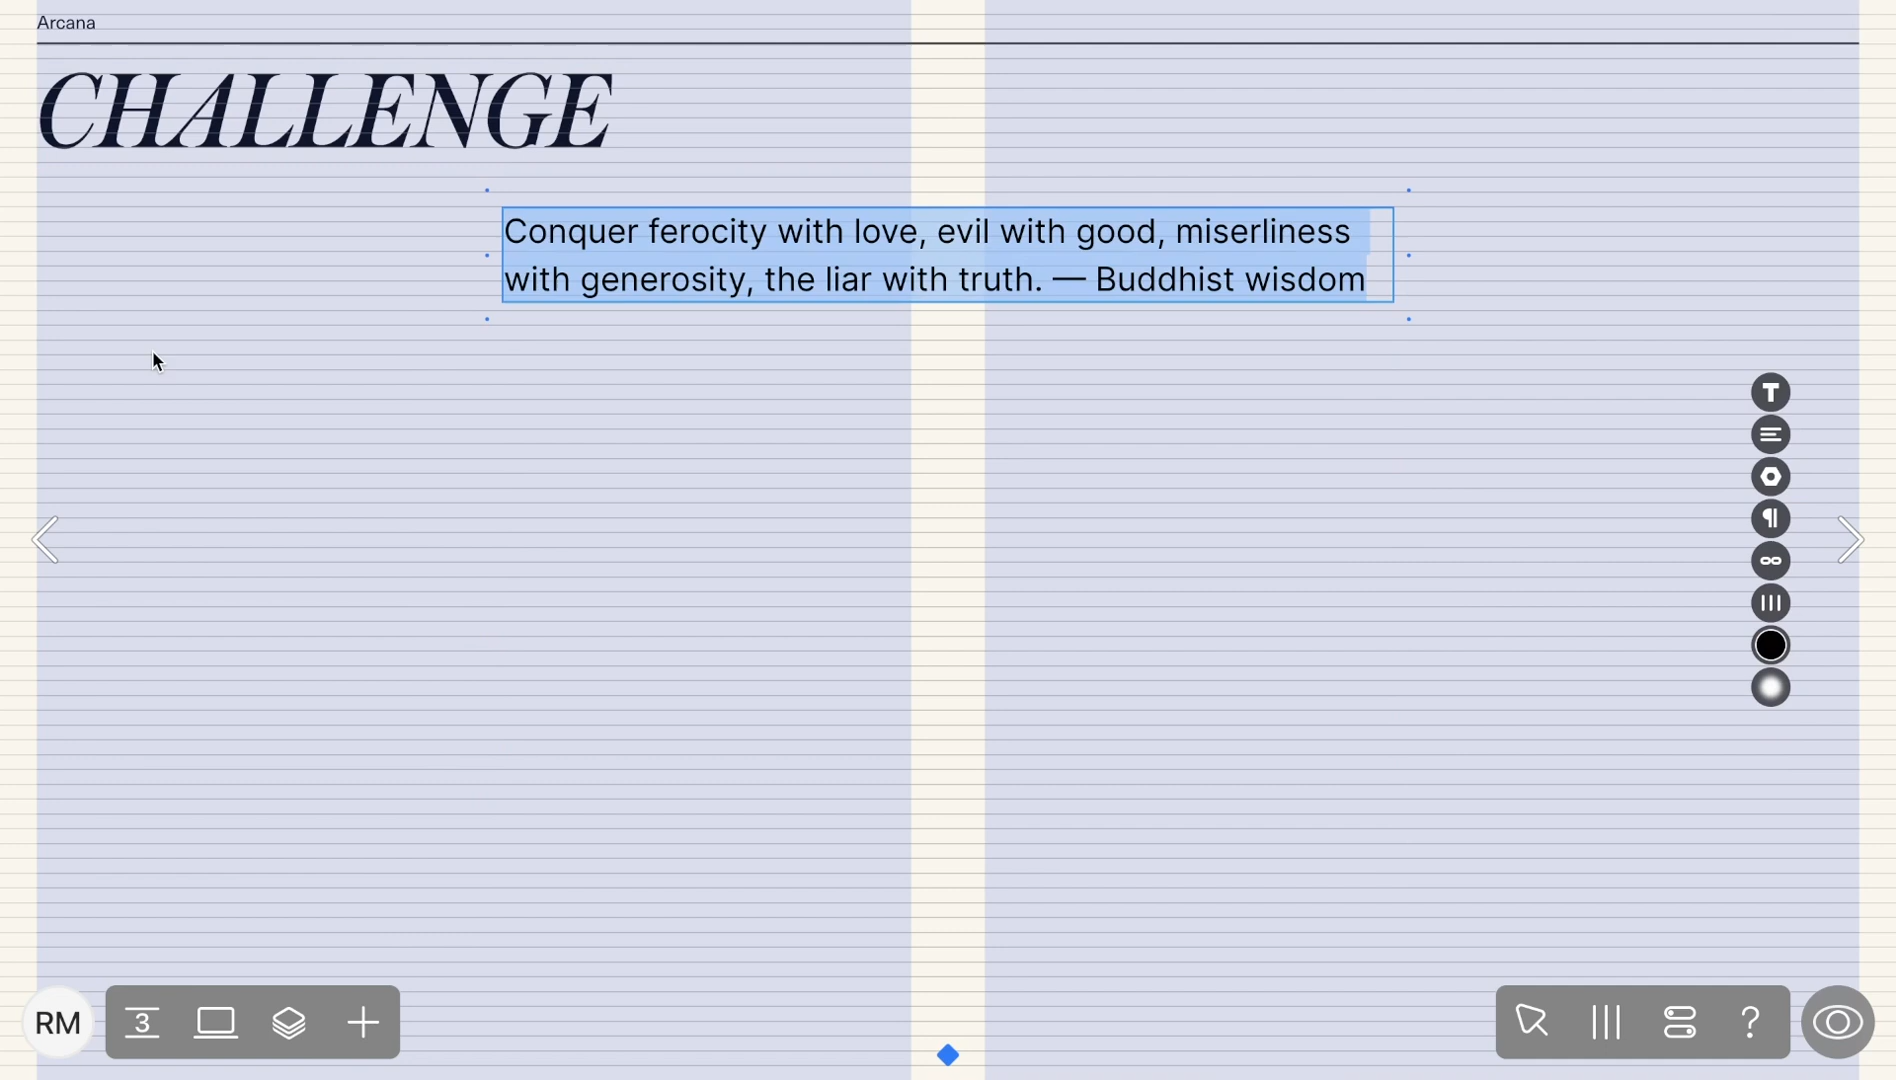 Arcana
CHALLENGE
Conquer ferocity with love, evil with good, miserliness
with generosity, the liar with truth. — Buddhist wisdom
T
¶
RM
3
?